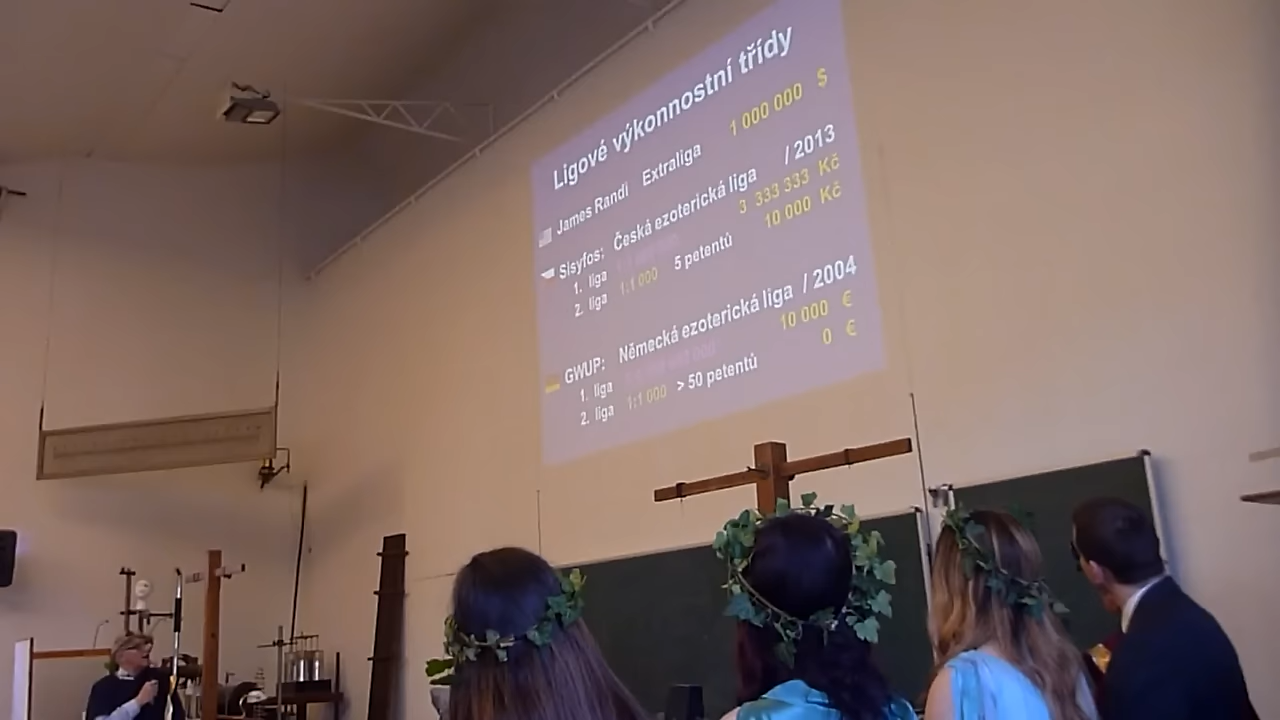 Ligové výkonnostní třídy
James Randi Extraliga 1 000 000 $
Sisyfos: Česká ezoterická liga / 2013
1. liga 3 333 333 Kč
2. liga 1:1 000 5 petentů 10 000 Kč
GWUP: Německá ezoterická liga / 2004
1. liga 10 000 €
2. liga 1:1 000 > 50 petentů 0 €